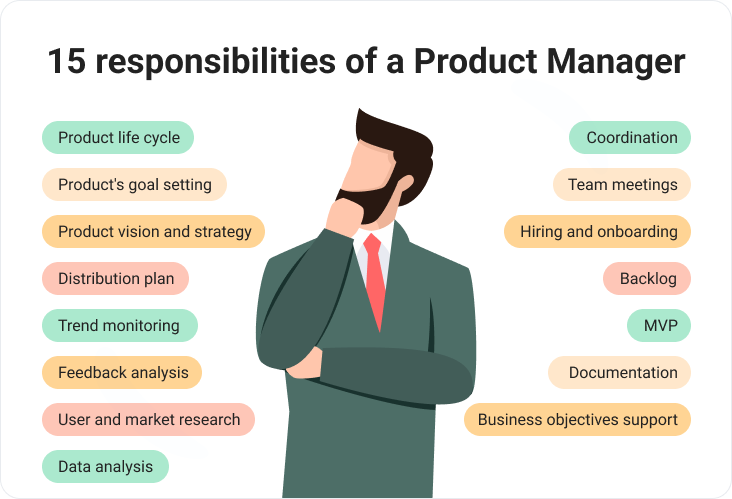 15 responsibilities of a Product Manager
Product life cycle
Product's goal setting
Product vision and strategy
Distribution plan
Trend monitoring
Feedback analysis
User and market research
Data analysis
Coordination
Team meetings
Hiring and onboarding
Backlog
MVP
Documentation
Business objectives support